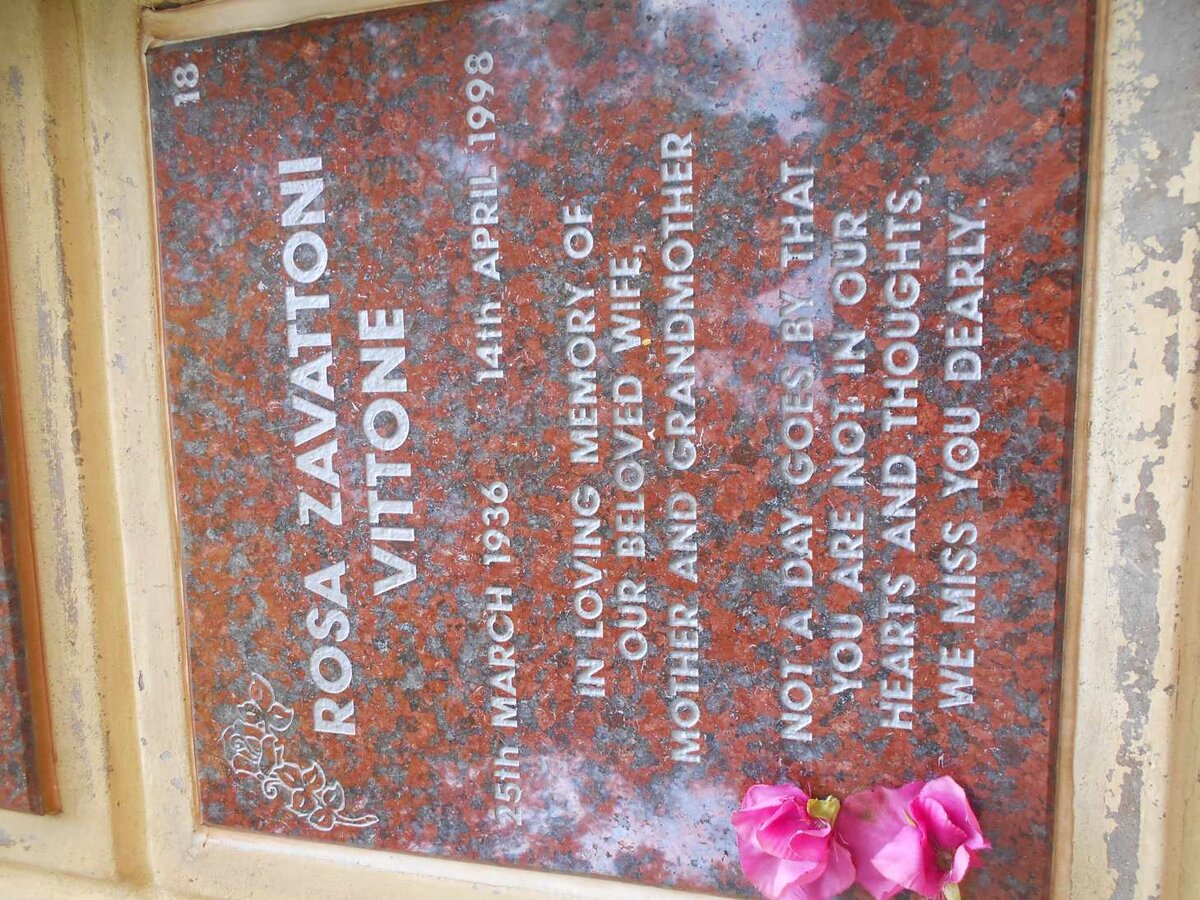 18
ROSA ZAVATTONI
VITTONE
25th MARCH 1936 14th APRIL 1998
IN LOVING MEMORY OF
OUR BELOVED WIFE,
MOTHER AND GRANDMOTHER
NOT A DAY GOES BY THAT
YOU ARE NOT IN OUR
HEARTS AND THOUGHTS,
WE MISS YOU DEARLY.